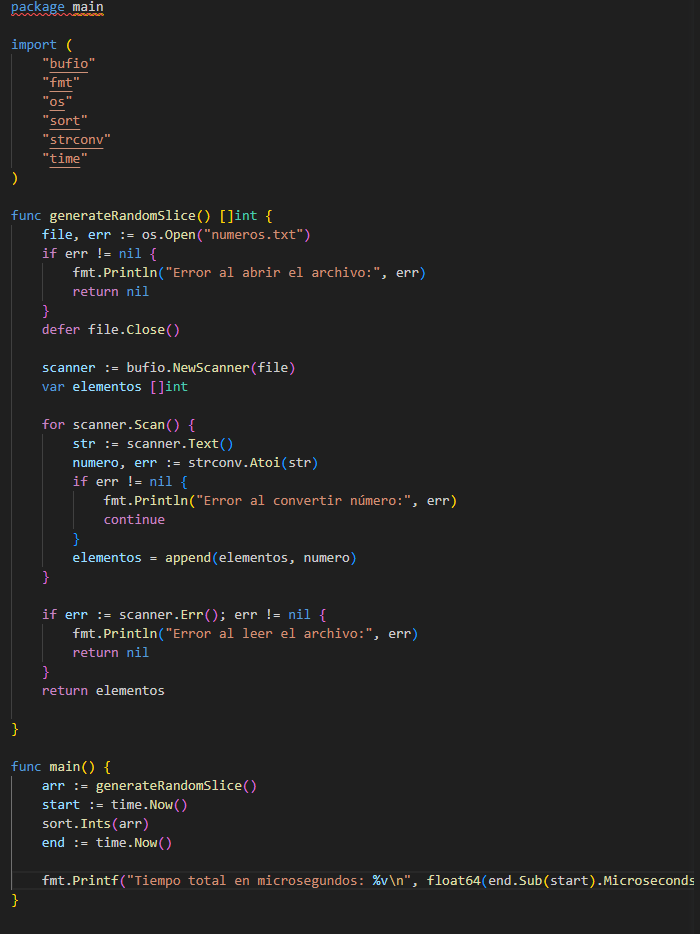 package main
import (
"bufio"
"fmt"
"os"
"sort"
"strconv"
"time"
)
func generateRandomSlice() []int {
file, err := os.Open("numeros.txt")
if err != nil {
fmt.Println("Error al abrir el archivo:", err)
return nil
}
defer file.Close()
scanner := bufio.NewScanner(file)
var elementos []int
for scanner.Scan() {
str := scanner.Text()
numero, err := strconv.Atoi(str)
if err != nil {
fmt.Println("Error al convertir número:", err)
continue
}
elementos = append(elementos, numero)
}
if err := scanner.Err(); err != nil {
fmt.Println("Error al leer el archivo:", err)
return nil
}
return elementos
}
func main() {
arr := generateRandomSlice()
start := time.Now()
sort.Ints(arr)
end := time.Now()
fmt.Printf("Tiempo total en microsegundos: %v\n", float64(end.Sub(start).Microseconds
}